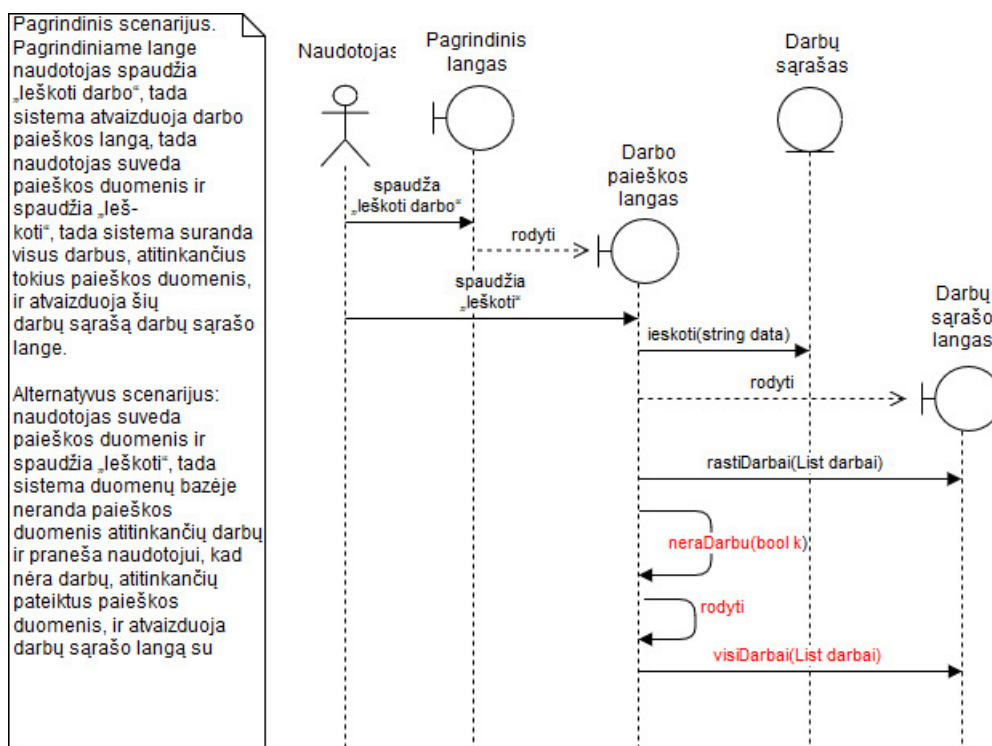 Pagrindinis scenarijus.
Pagrindiniame lange
naudotojas spaudžia
„Ieškoti darbo“, tada
sistema atvaizduoja darbo
paieškos langą, tada
naudotojas suveda
paieškos duomenis ir
spaudžia „Ieš-
koti“, tada sistema suranda
visus darbus, atitinkančius
tokius paieškos duomenis,
ir atvaizduoja šių
darbų sąrašą darbų sąrašo
lange.
Alternatyvus scenarijus:
naudotojas suveda
paieškos duomenis ir
spaudžia „Ieškoti“, tada
sistema duomenų bazėje
neranda paieškos
duomenis atitinkančių darbų
ir praneša naudotojui, kad
nėra darbų, atitinkančių
pateiktus paieškos
duomenis, ir atvaizduoja
darbų sąrašo langą su
Naudotojas
Pagrindinis
langas
Darbų
sąrašas
Darbo
paieškos
langas
spaudža
„Ieškoti darbo“
rodyti
spaudžia
„Ieškoti“
Darbų
sąrašo
langas
ieskoti(string data)
rodyti
rastiDarbai(List darbai)
neraDarbu(bool k)
rodyti
visiDarbai(List darbai)